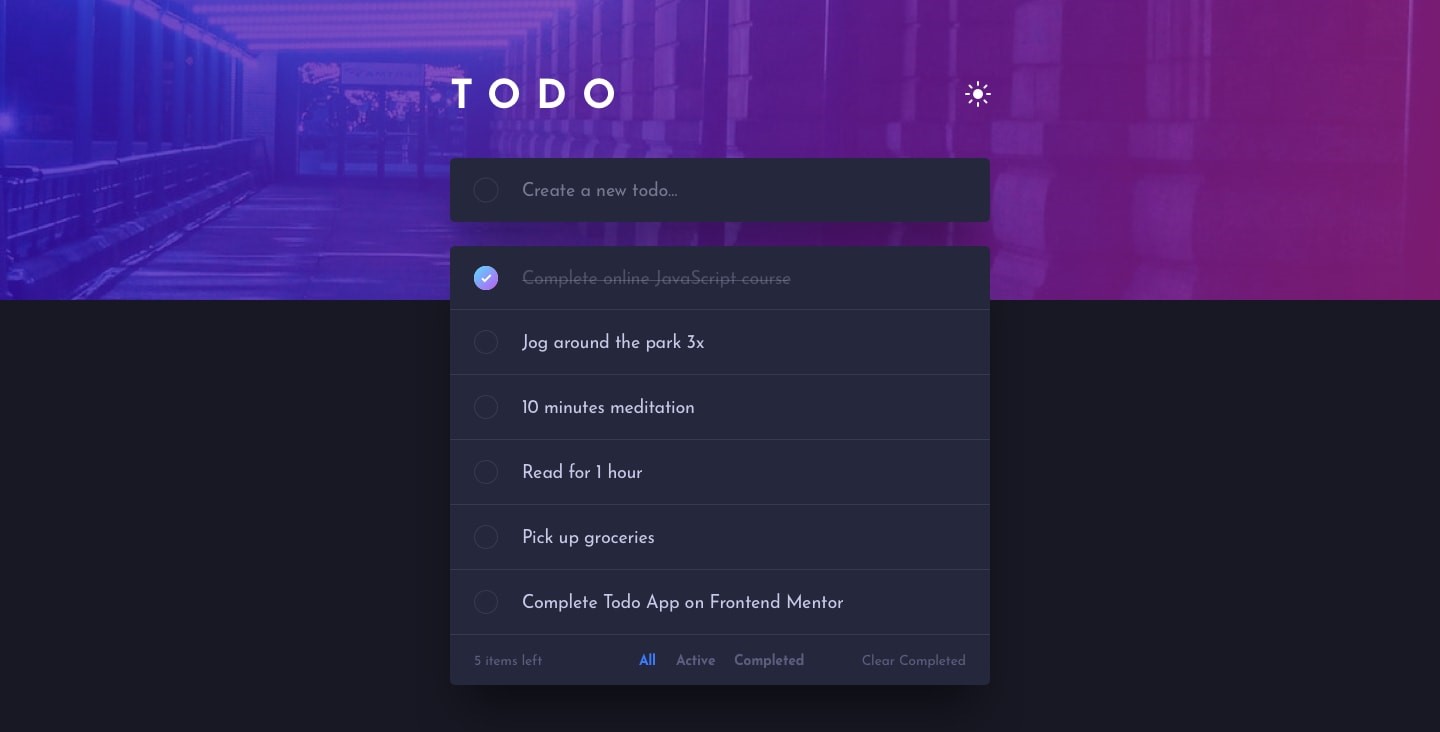 TODO
Create a new todo...
Complete online JavaScript course
Jog around the park 3x
10 minutes meditation
Read for 1 hour
Pick up groceries
Complete Todo App on Frontend Mentor
5 items left All Active Completed Clear Completed